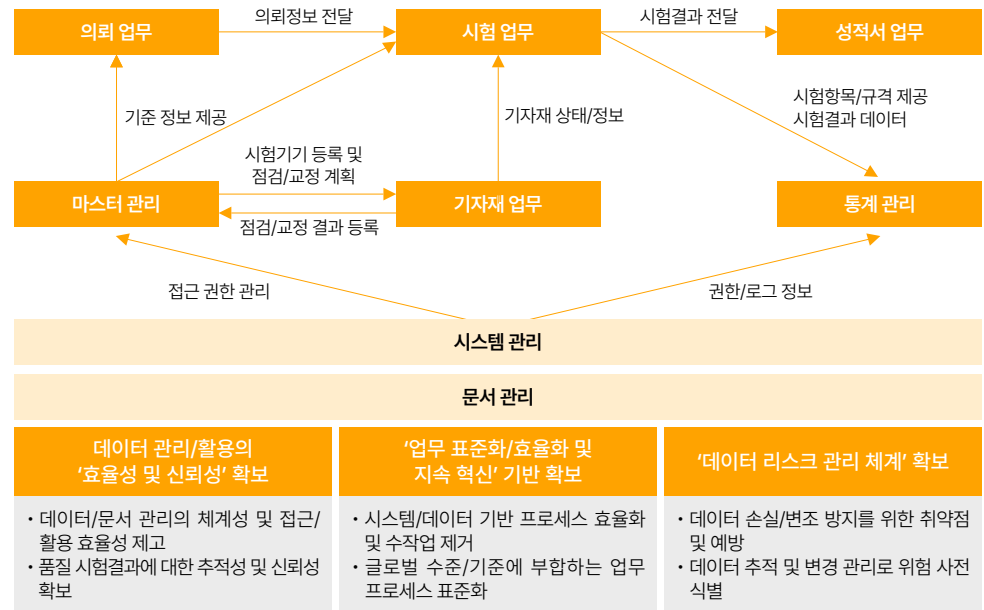 의뢰 업무
의뢰정보 전달
시험 업무
시험결과 전달
성적서 업무
기준 정보 제공
기자재 상태/정보
시험항목/규격 제공
시험결과 데이터
시험기기 등록 및
점검/교정 계획
마스터 관리
기자재 업무
통계 관리
점검/교정 결과 등록
접근 권한 관리
권한/로그 정보
시스템 관리
문서 관리
데이터 관리/활용의
‘효율성 및 신뢰성’ 확보
• 데이터/문서 관리의 체계성 및 접근/
활용 효율성 제고
• 품질 시험결과에 대한 추적성 및 신뢰성
확보
‘업무 표준화/효율화 및
지속 혁신’ 기반 확보
• 시스템/데이터 기반 프로세스 효율화
및 수작업 제거
• 글로벌 수준/기준에 부합하는 업무
프로세스 표준화
‘데이터 리스크 관리 체계’ 확보
• 데이터 손실/변조 방지를 위한 취약점
및 예방
• 데이터 추적 및 변경 관리로 위험 사전
식별